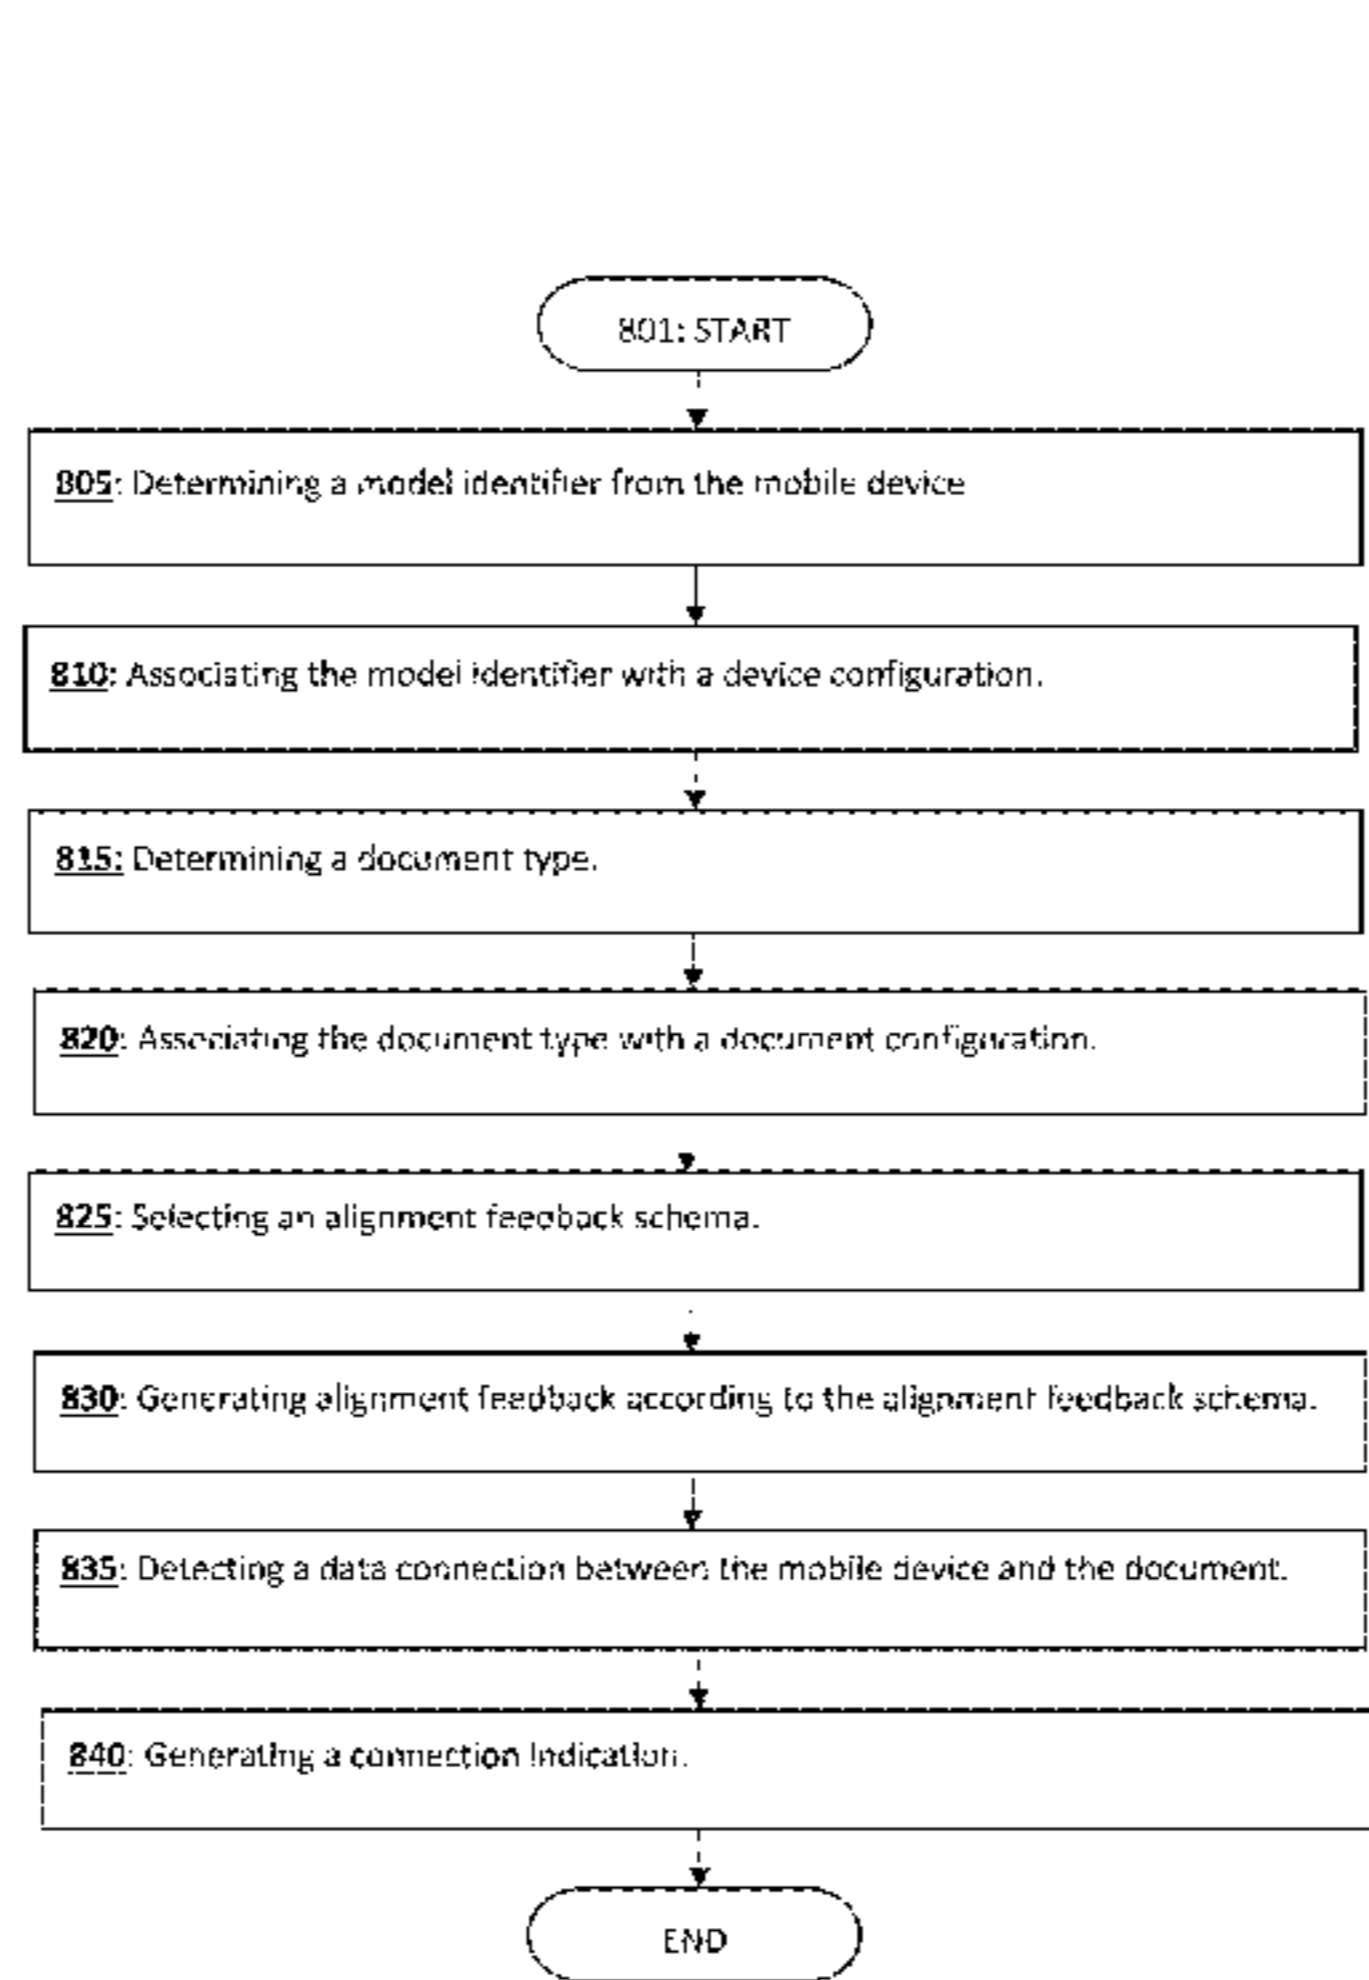 801: START
805: Determining a model identifier from the mobile device
810: Associating the model identifier with a device configuration.
815: Determining a document type.
820: Associating the document type with a document configuration.
825: Selecting an alignment feedback schema.
830: Generating alignment feedback according to the alignment feedback schema.
835: Detecting a data connection between the mobile device and the document.
840: Generating a connection indication.
END